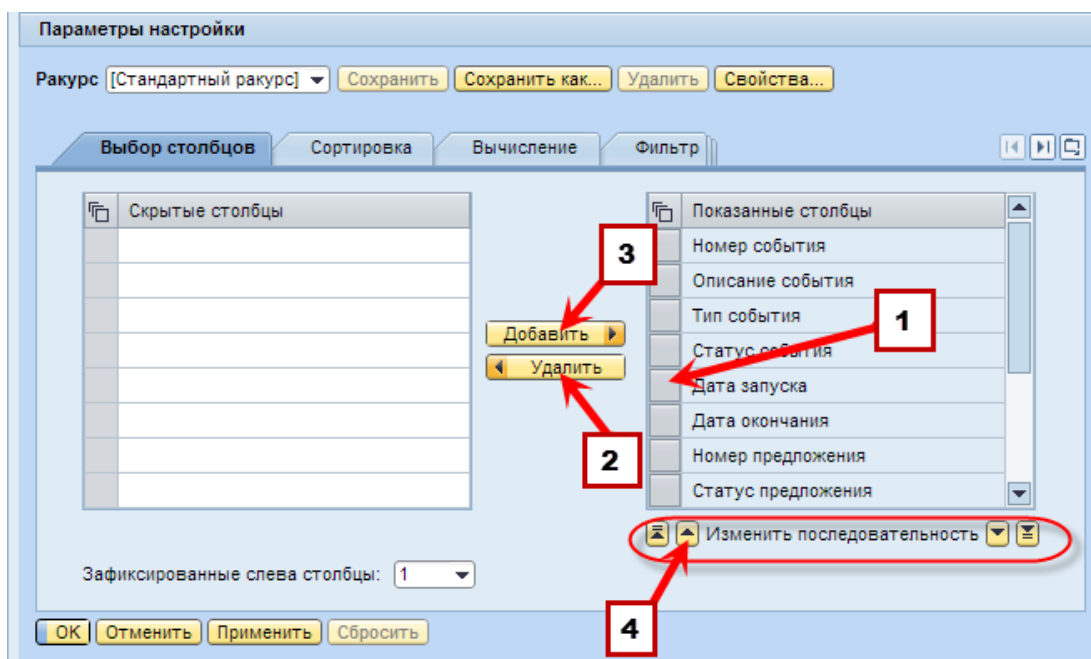 Параметры настройки
Ракурс [Стандартный ракурс] Сохранить Сохранить как... Удалить Свойства...
Выбор столбцов Сортировка Вычисление Фильтр
Скрытые столбцы
Показанные столбцы
Номер события
Описание события
Тип события
Статус события
Дата запуска
Дата окончания
Номер предложения
Статус предложения
3
1
Добавить
Удалить
2
Изменить последовательность
Зафиксированные слева столбцы: 1
4
OK Отменить Применить Сбросить